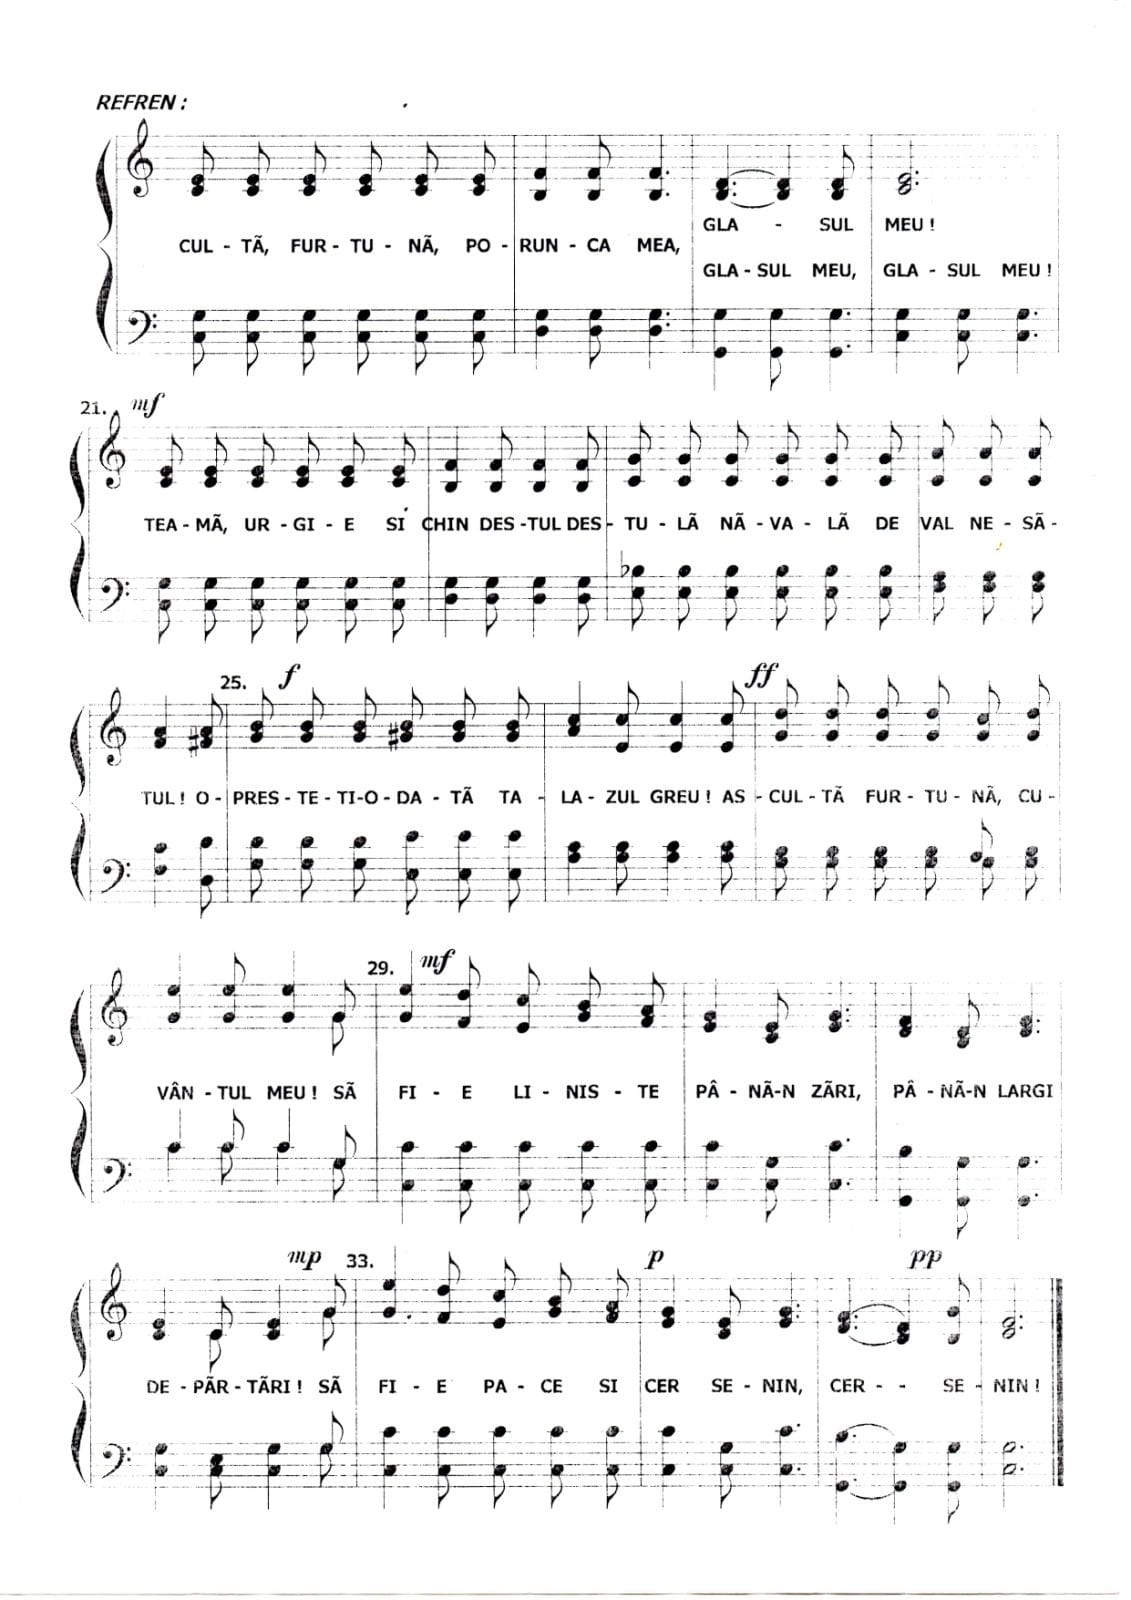 REFREN :
GLA - SUL MEU !
CUL - TÃ, FUR - TU - NÃ, PO - RUN - CA MEA,
GLA - SUL MEU, GLA - SUL MEU !
21. mf
TEA - MÃ, UR - GI - E SI CHIN DES - TUL DES - TU - LÃ NÃ - VA - LÃ DE VAL NE - SÃ -
25. f ff
TUL ! O - PRES - TE - TI - O - DA - TÃ TA - LA - ZUL GREU ! AS - CUL - TÃ FUR - TU - NÃ, CU -
29. mf
VÂN - TUL MEU ! SÃ FI - E LI - NIS - TE PÂ - NÃ-N ZÃRI, PÂ - NÃ-N LARGI
mp 33. p pp
DE - PÃR - TÃRI ! SÃ FI - E PA - CE SI CER SE - NIN, CER - - SE - NIN !